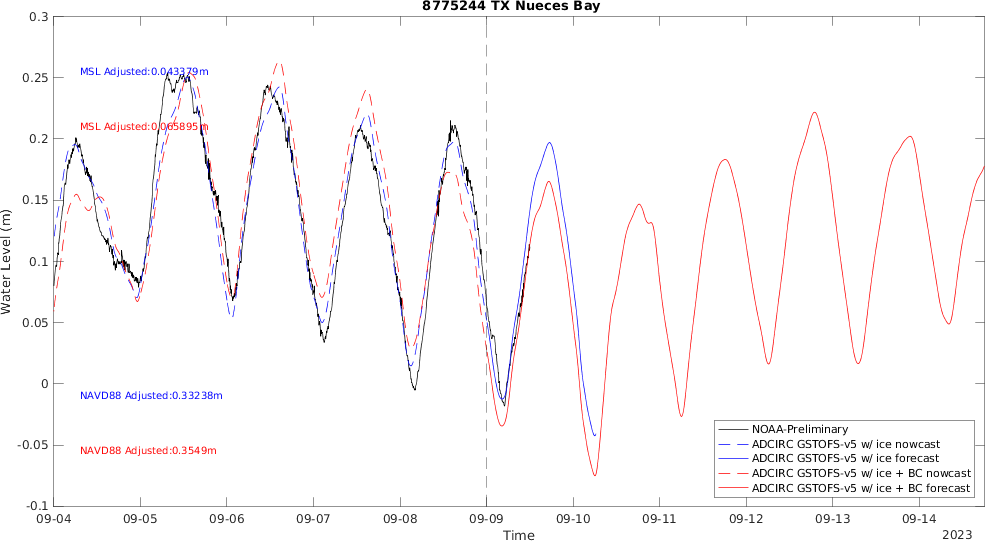 8775244 TX Nueces Bay
0.3
0.25
0.2
0.15
0.1
0.05
0
-0.05
-0.1
Water Level (m)
MSL Adjusted:0.043379m
MSL Adjusted:0.065895m
NAVD88 Adjusted:0.33238m
NAVD88 Adjusted:0.3549m
NOAA-Preliminary
ADCIRC GSTOFS-v5 w/ ice nowcast
ADCIRC GSTOFS-v5 w/ ice forecast
ADCIRC GSTOFS-v5 w/ ice + BC nowcast
ADCIRC GSTOFS-v5 w/ ice + BC forecast
09-04 09-05 09-06 09-07 09-08 09-09 09-10 09-11 09-12 09-13 09-14
Time
2023